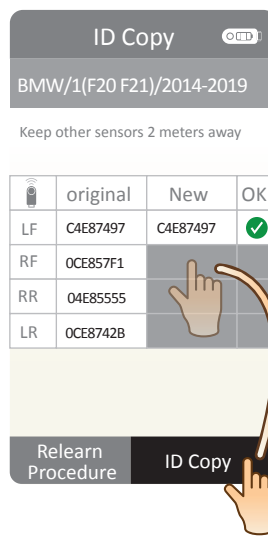 ID Copy
BMW/1(F20 F21)/2014-2019
Keep other sensors 2 meters away
original New OK
LF C4E87497 C4E87497
RF 0CE857F1
RR 04E85555
LR 0CE8742B
Relearn
Procedure
ID Copy